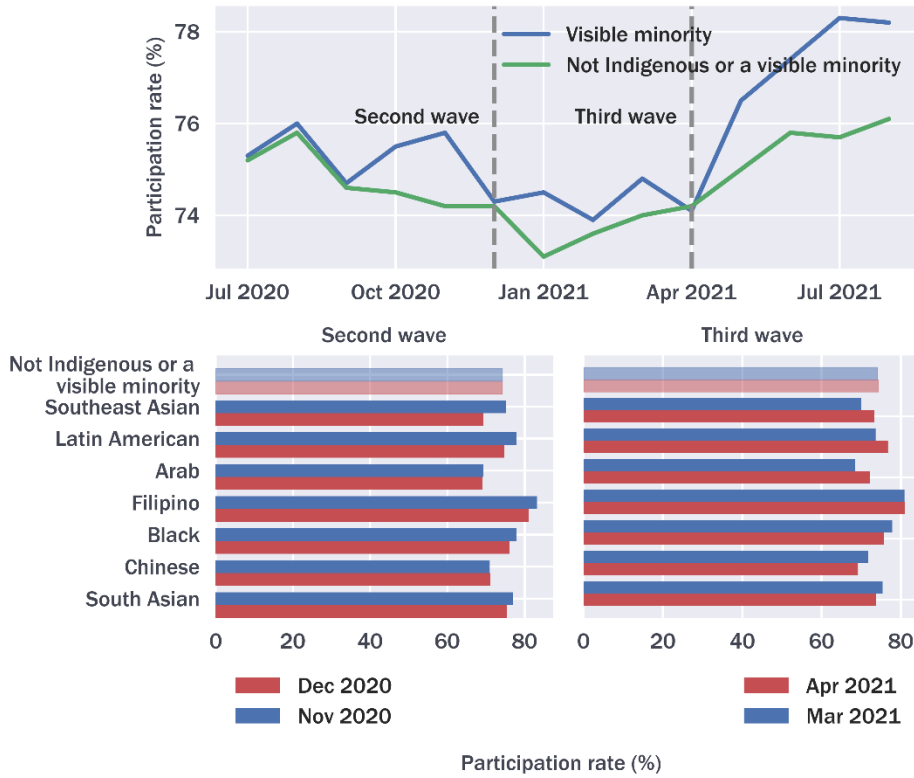 78
76
74
Participation rate (%)
Visible minority
Not Indigenous or a visible minority
Second wave
Third wave
Jul 2020
Oct 2020
Jan 2021
Apr 2021
Jul 2021
Second wave
Third wave
Not Indigenous or a
visible minority
Southeast Asian
Latin American
Arab
Filipino
Black
Chinese
South Asian
0 20 40 60 80
0 20 40 60 80
Dec 2020
Nov 2020
Apr 2021
Mar 2021
Participation rate (%)